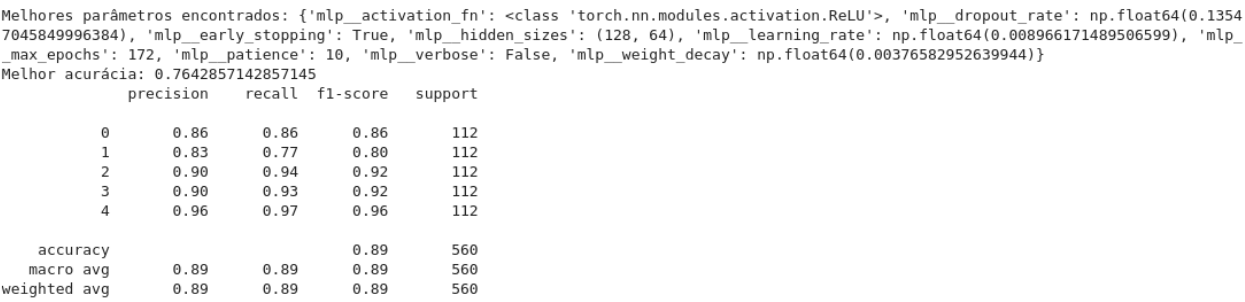 Melhores parâmetros encontrados: {'mlp__activation_fn': <class 'torch.nn.modules.activation.ReLU'>, 'mlp__dropout_rate': np.float64(0.1354
7045849996384), 'mlp__early_stopping': True, 'mlp__hidden_sizes': (128, 64), 'mlp__learning_rate': np.float64(0.008966171489506599), 'mlp_
_max_epochs': 172, 'mlp__patience': 10, 'mlp__verbose': False, 'mlp__weight_decay': np.float64(0.00376582952639944)}
Melhor acurácia: 0.7642857142857145
precision recall f1-score support
0 0.86 0.86 0.86 112
1 0.83 0.77 0.80 112
2 0.90 0.94 0.92 112
3 0.90 0.93 0.92 112
4 0.96 0.97 0.96 112
accuracy 0.89 560
macro avg 0.89 0.89 0.89 560
weighted avg 0.89 0.89 0.89 560